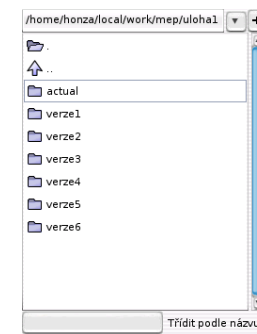 /home/honza/local/work/mep/uloha1
.
..
actual
verze1
verze2
verze3
verze4
verze5
verze6
Třídit podle názvu